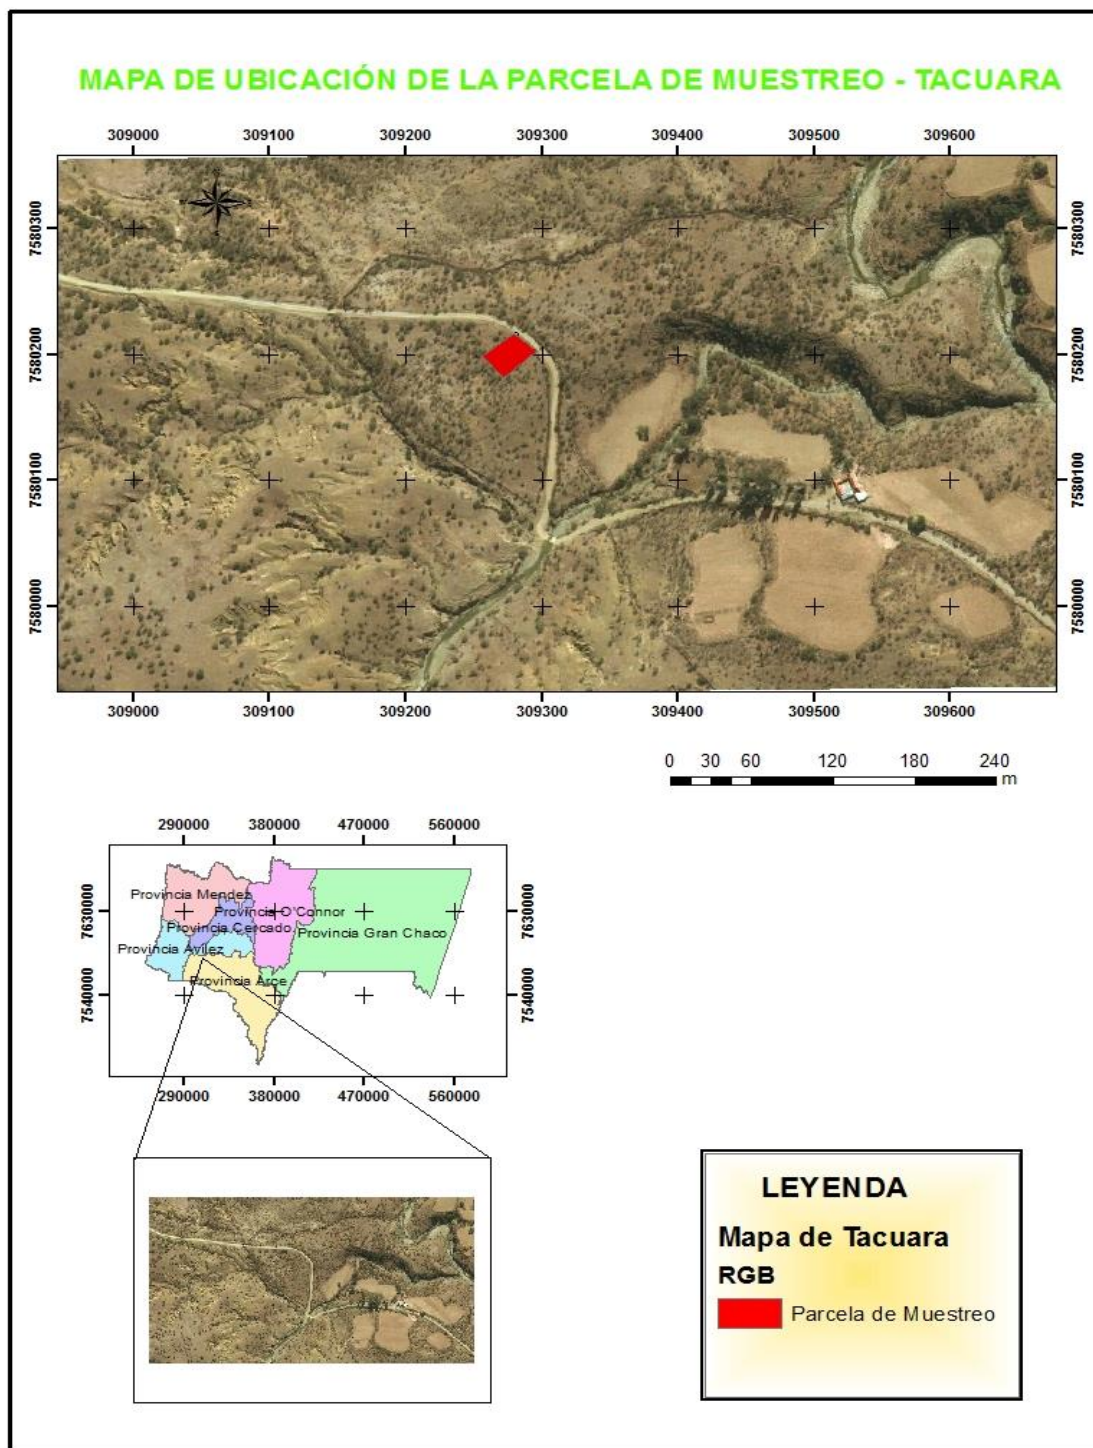 MAPA DE UBICACIÓN DE LA PARCELA DE MUESTREO - TACUARA
309000 309100 309200 309300 309400 309500 309600
7580300 7580300
7580200 7580200
7580100 7580100
7580000 7580000
309000 309100 309200 309300 309400 309500 309600
0 30 60 120 180 240
m
290000 380000 470000 560000
Provincia Mendez
7630000 Provincia O'Connor 7630000
Provincia Cercado
Provincia Gran Chaco
Provincia Avilez
Provincia Arce
7540000 7540000
290000 380000 470000 560000
LEYENDA
Mapa de Tacuara
RGB
Parcela de Muestreo